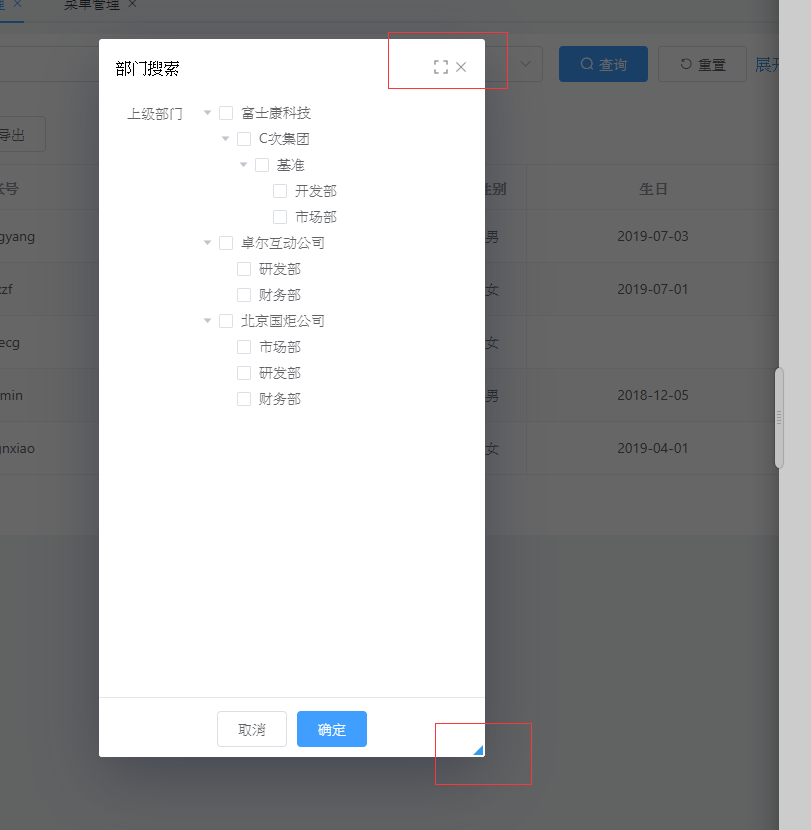 菜单管理 ×
部门搜索
查询
重置
展开
上级部门
富士康科技
C次集团
基准
开发部
市场部
卓尔互动公司
研发部
财务部
北京国炬公司
市场部
研发部
财务部
导出
账号
性别
生日
gyang
男
2019-07-03
zf
女
2019-07-01
ecg
女
min
男
2018-12-05
gnxiao
女
2019-04-01
取消
确定